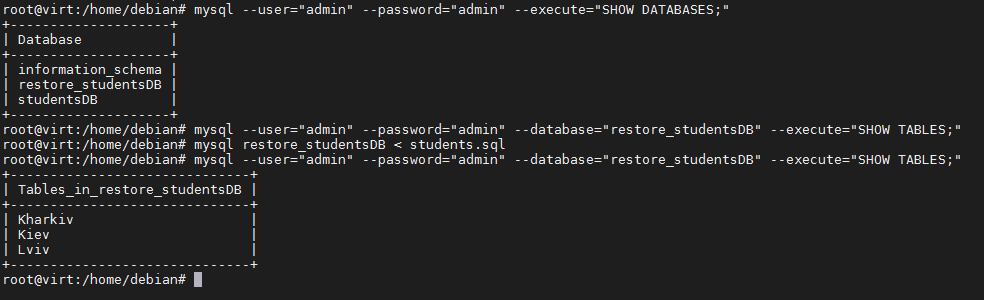 root@virt:/home/debian# mysql --user="admin" --password="admin" --execute="SHOW DATABASES;"
+--------------------+
| Database           |
+--------------------+
| information_schema |
| restore_studentsDB |
| studentsDB         |
+--------------------+
root@virt:/home/debian# mysql --user="admin" --password="admin" --database="restore_studentsDB" --execute="SHOW TABLES;"
root@virt:/home/debian# mysql restore_studentsDB < students.sql
root@virt:/home/debian# mysql --user="admin" --password="admin" --database="restore_studentsDB" --execute="SHOW TABLES;"
+------------------------------+
| Tables_in_restore_studentsDB |
+------------------------------+
| Kharkiv                      |
| Kiev                         |
| Lviv                         |
+------------------------------+
root@virt:/home/debian#